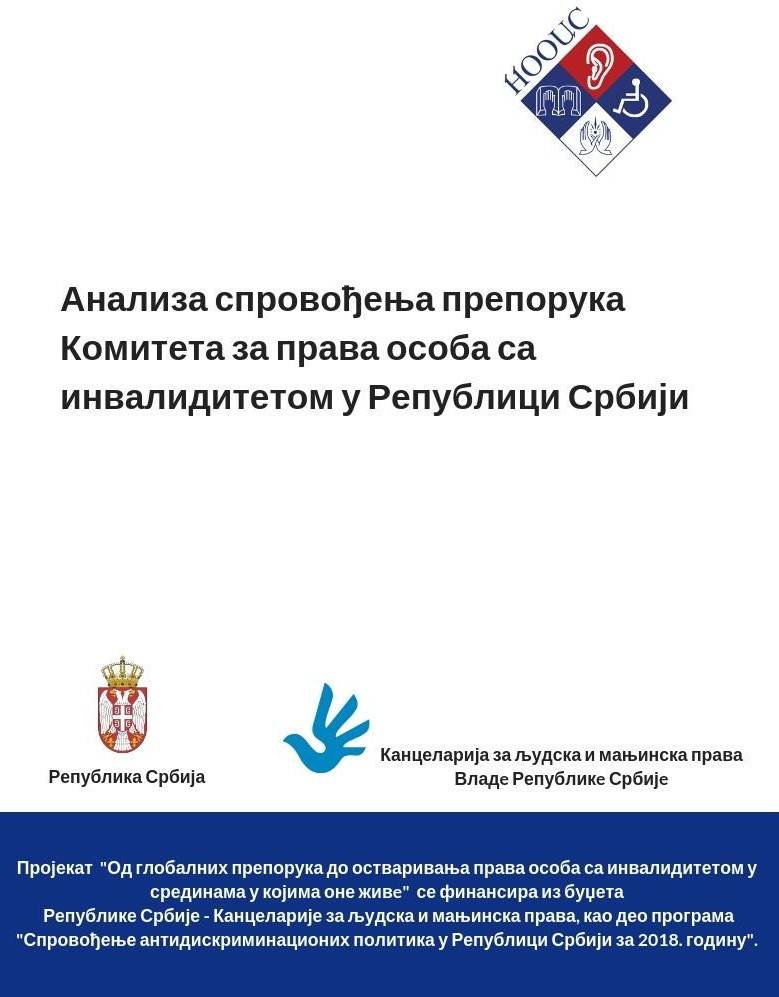 НООИС
Анализа спровођења препорука
Комитета за права особа са
инвалидитетом у Републици Србији
Република Србија
Канцеларија за људска и мањинска права
Владе Републике Србије
Пројекат "Од глобалних препорука до остваривања права особа са инвалидитетом у
срединама у којима оне живе" се финансира из буџета
Републике Србије - Канцеларије за људска и мањинска права, као део програма
"Спровођење антидискриминационих политика у Републици Србији за 2018. годину".